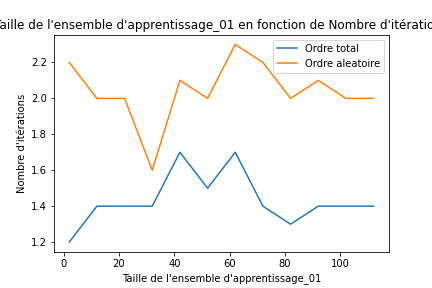 aille de l'ensemble d'apprentissage_01 en fonction de Nombre d'itératio
Ordre total
Ordre aleatoire
2.2
2.0
1.8
1.6
1.4
1.2
Nombre d'itérations
0 20 40 60 80 100
Taille de l'ensemble d'apprentissage_01